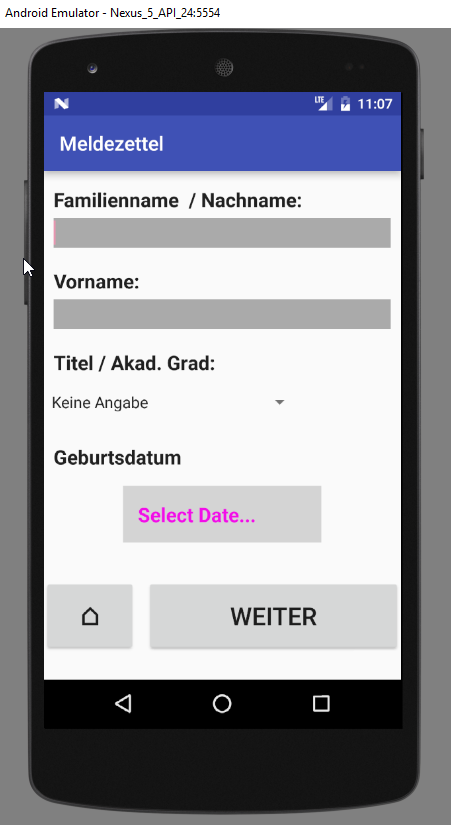 Android Emulator - Nexus_5_API_24:5554
LTE 11:07
Meldezettel
Familienname / Nachname:
Vorname:
Titel / Akad. Grad:
Keine Angabe
Geburtsdatum
Select Date...
WEITER